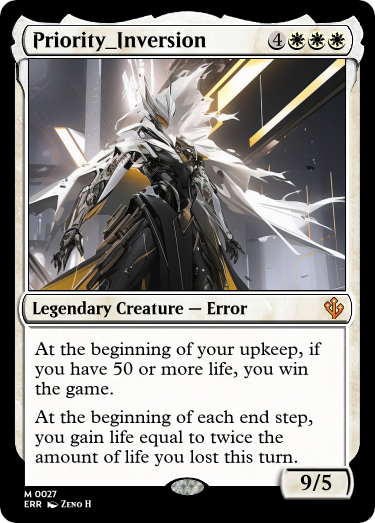 Priority_Inversion 4
Legendary Creature — Error
At the beginning of your upkeep, if
you have 50 or more life, you win
the game.
At the beginning of each end step,
you gain life equal to twice the
amount of life you lost this turn.
9/5
M 0027
ERR Zeno H